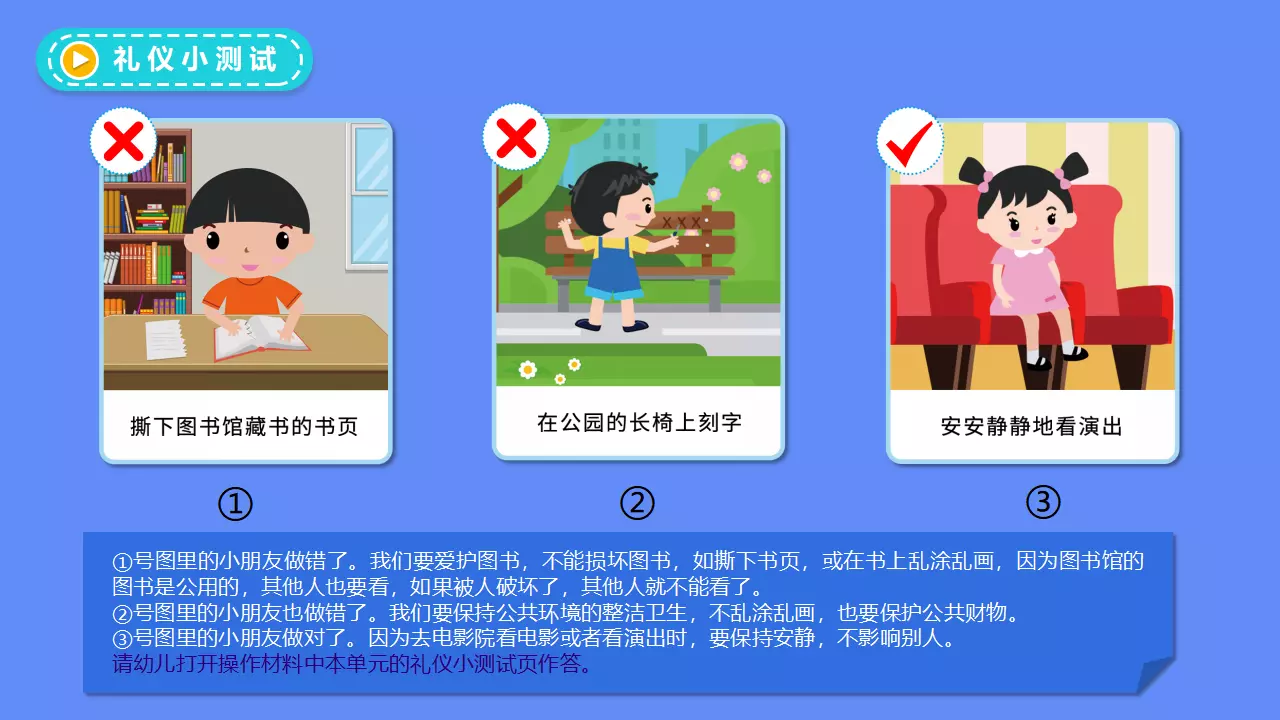 礼仪小测试
XXX
撕下图书馆藏书的书页
在公园的长椅上刻字
安安静静地看演出
①
②
③
①号图里的小朋友做错了。我们要爱护图书，不能损坏图书，如撕下书页，或在书上乱涂乱画，因为图书馆的
图书是公用的，其他人也要看，如果被人破坏了，其他人就不能看了。
②号图里的小朋友也做错了。我们要保持公共环境的整洁卫生，不乱涂乱画，也要保护公共财物。
③号图里的小朋友做对了。因为去电影院看电影或者看演出时，要保持安静，不影响别人。
请幼儿打开操作材料中本单元的礼仪小测试页作答。